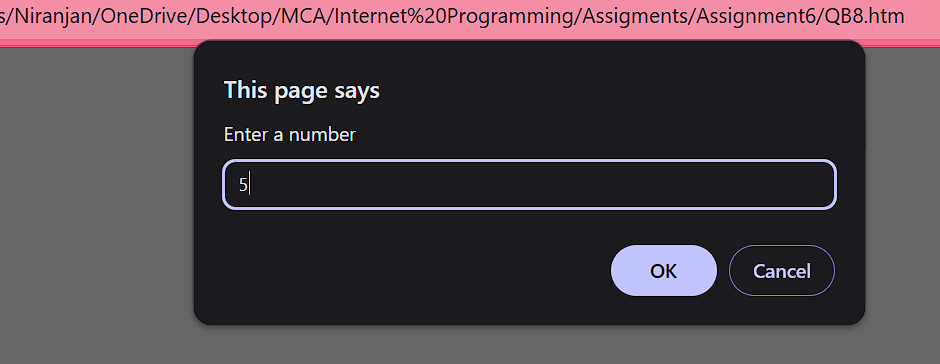 s/Niranjan/OneDrive/Desktop/MCA/Internet%20Programming/Assigments/Assignment6/QB8.htm
This page says
Enter a number
5
OK
Cancel